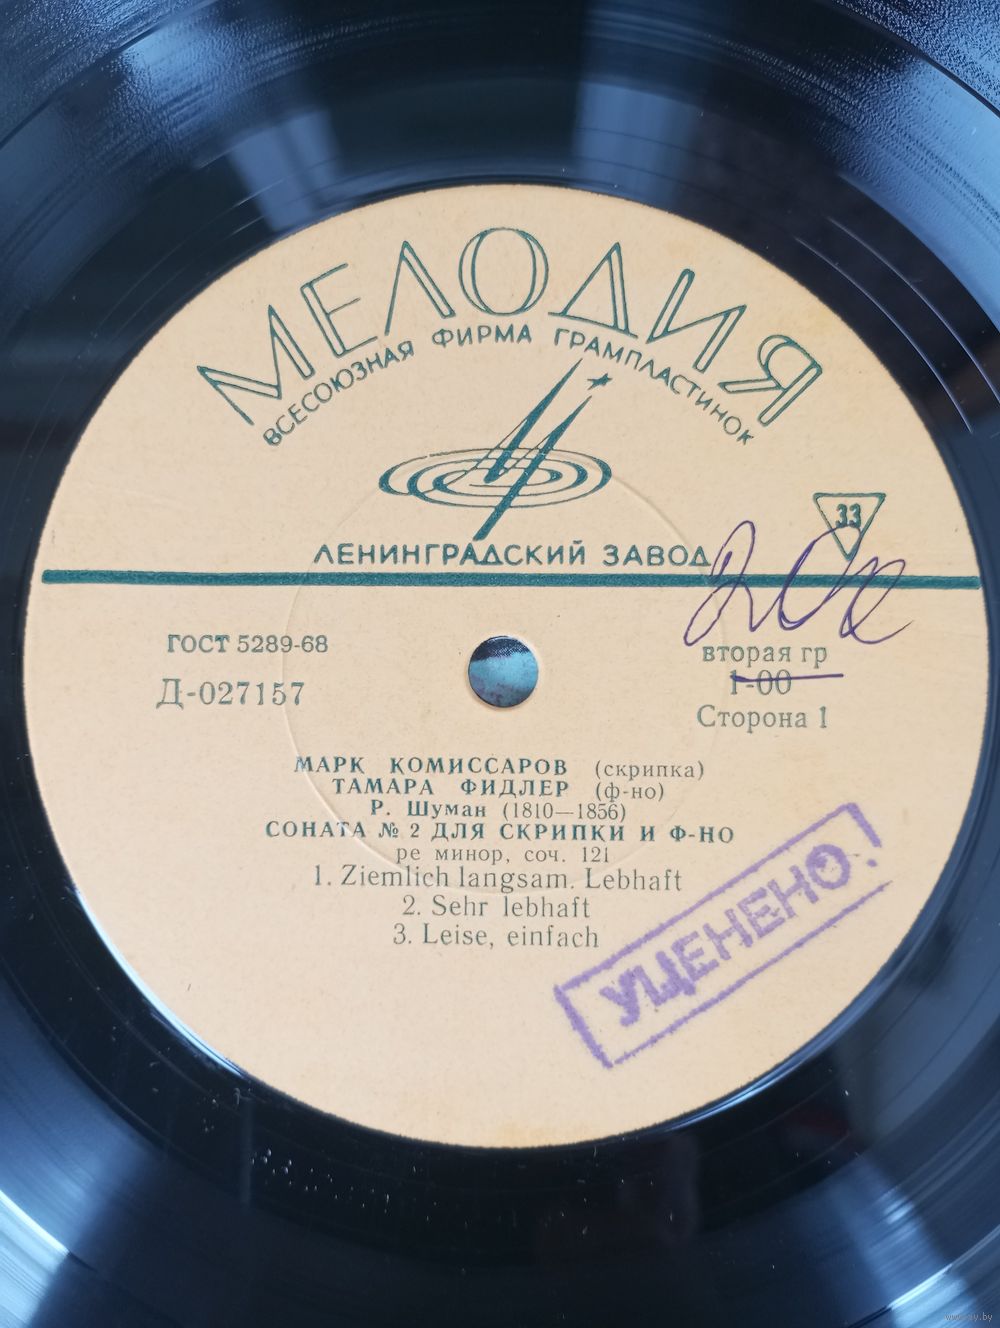 МЕЛОДИЯ
ВСЕСОЮЗНАЯ ФИРМА ГРАМПЛАСТИНОК
33
ЛЕНИНГРАДСКИЙ ЗАВОД
ГОСТ 5289-68
Д-027157
20к
вторая гр
1-00
Сторона 1
МАРК КОМИССАРОВ (скрипка)
ТАМАРА ФИДЛЕР (ф-но)
Р. Шуман (1810—1856)
СОНАТА № 2 ДЛЯ СКРИПКИ И Ф-НО
ре минор, соч. 121
1. Ziemlich langsam. Lebhaft
2. Sehr lebhaft
3. Leise, einfach
УЦЕНЕНО!